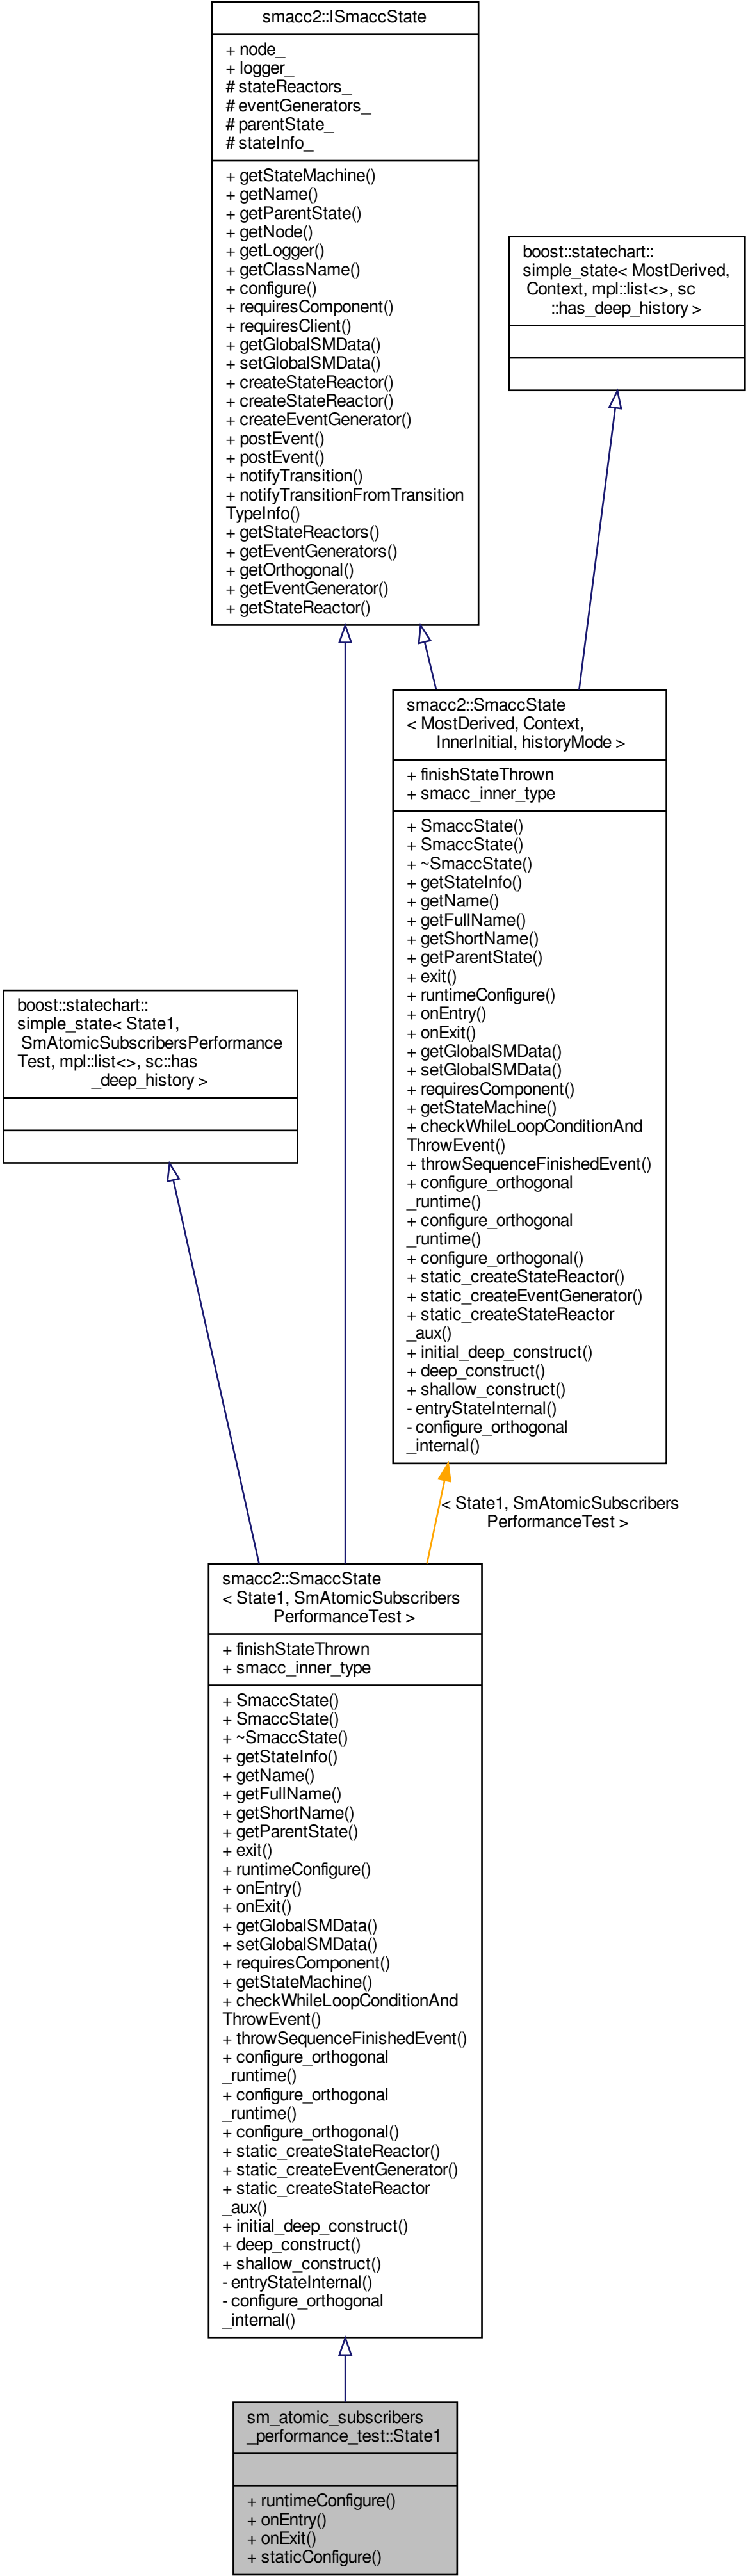 smacc2::ISmaccState
+ node_
+ logger_
# stateReactors_
# eventGenerators_
# parentState_
# stateInfo_
+ getStateMachine()
+ getName()
+ getParentState()
+ getNode()
+ getLogger()
+ getClassName()
+ configure()
+ requiresComponent()
+ requiresClient()
+ getGlobalSMData()
+ setGlobalSMData()
+ createStateReactor()
+ createStateReactor()
+ createEventGenerator()
+ postEvent()
+ postEvent()
+ notifyTransition()
+ notifyTransitionFromTransition
TypeInfo()
+ getStateReactors()
+ getEventGenerators()
+ getOrthogonal()
+ getEventGenerator()
+ getStateReactor()
boost::statechart::
simple_state< MostDerived,
Context, mpl::list<>, sc
::has_deep_history >
smacc2::SmaccState
< MostDerived, Context,
InnerInitial, historyMode >
+ finishStateThrown
+ smacc_inner_type
+ SmaccState()
+ SmaccState()
+ ~SmaccState()
+ getStateInfo()
+ getName()
+ getFullName()
+ getShortName()
+ getParentState()
+ exit()
+ runtimeConfigure()
+ onEntry()
+ onExit()
+ getGlobalSMData()
+ setGlobalSMData()
+ requiresComponent()
+ getStateMachine()
+ checkWhileLoopConditionAnd
ThrowEvent()
+ throwSequenceFinishedEvent()
+ configure_orthogonal
_runtime()
+ configure_orthogonal
_runtime()
+ configure_orthogonal()
+ static_createStateReactor()
+ static_createEventGenerator()
+ static_createStateReactor
_aux()
+ initial_deep_construct()
+ deep_construct()
+ shallow_construct()
- entryStateInternal()
- configure_orthogonal
_internal()
boost::statechart::
simple_state< State1,
SmAtomicSubscribersPerformance
Test, mpl::list<>, sc::has
_deep_history >
< State1, SmAtomicSubscribers
PerformanceTest >
smacc2::SmaccState
< State1, SmAtomicSubscribers
PerformanceTest >
+ finishStateThrown
+ smacc_inner_type
+ SmaccState()
+ SmaccState()
+ ~SmaccState()
+ getStateInfo()
+ getName()
+ getFullName()
+ getShortName()
+ getParentState()
+ exit()
+ runtimeConfigure()
+ onEntry()
+ onExit()
+ getGlobalSMData()
+ setGlobalSMData()
+ requiresComponent()
+ getStateMachine()
+ checkWhileLoopConditionAnd
ThrowEvent()
+ throwSequenceFinishedEvent()
+ configure_orthogonal
_runtime()
+ configure_orthogonal
_runtime()
+ configure_orthogonal()
+ static_createStateReactor()
+ static_createEventGenerator()
+ static_createStateReactor
_aux()
+ initial_deep_construct()
+ deep_construct()
+ shallow_construct()
- entryStateInternal()
- configure_orthogonal
_internal()
sm_atomic_subscribers
_performance_test::State1
+ runtimeConfigure()
+ onEntry()
+ onExit()
+ staticConfigure()